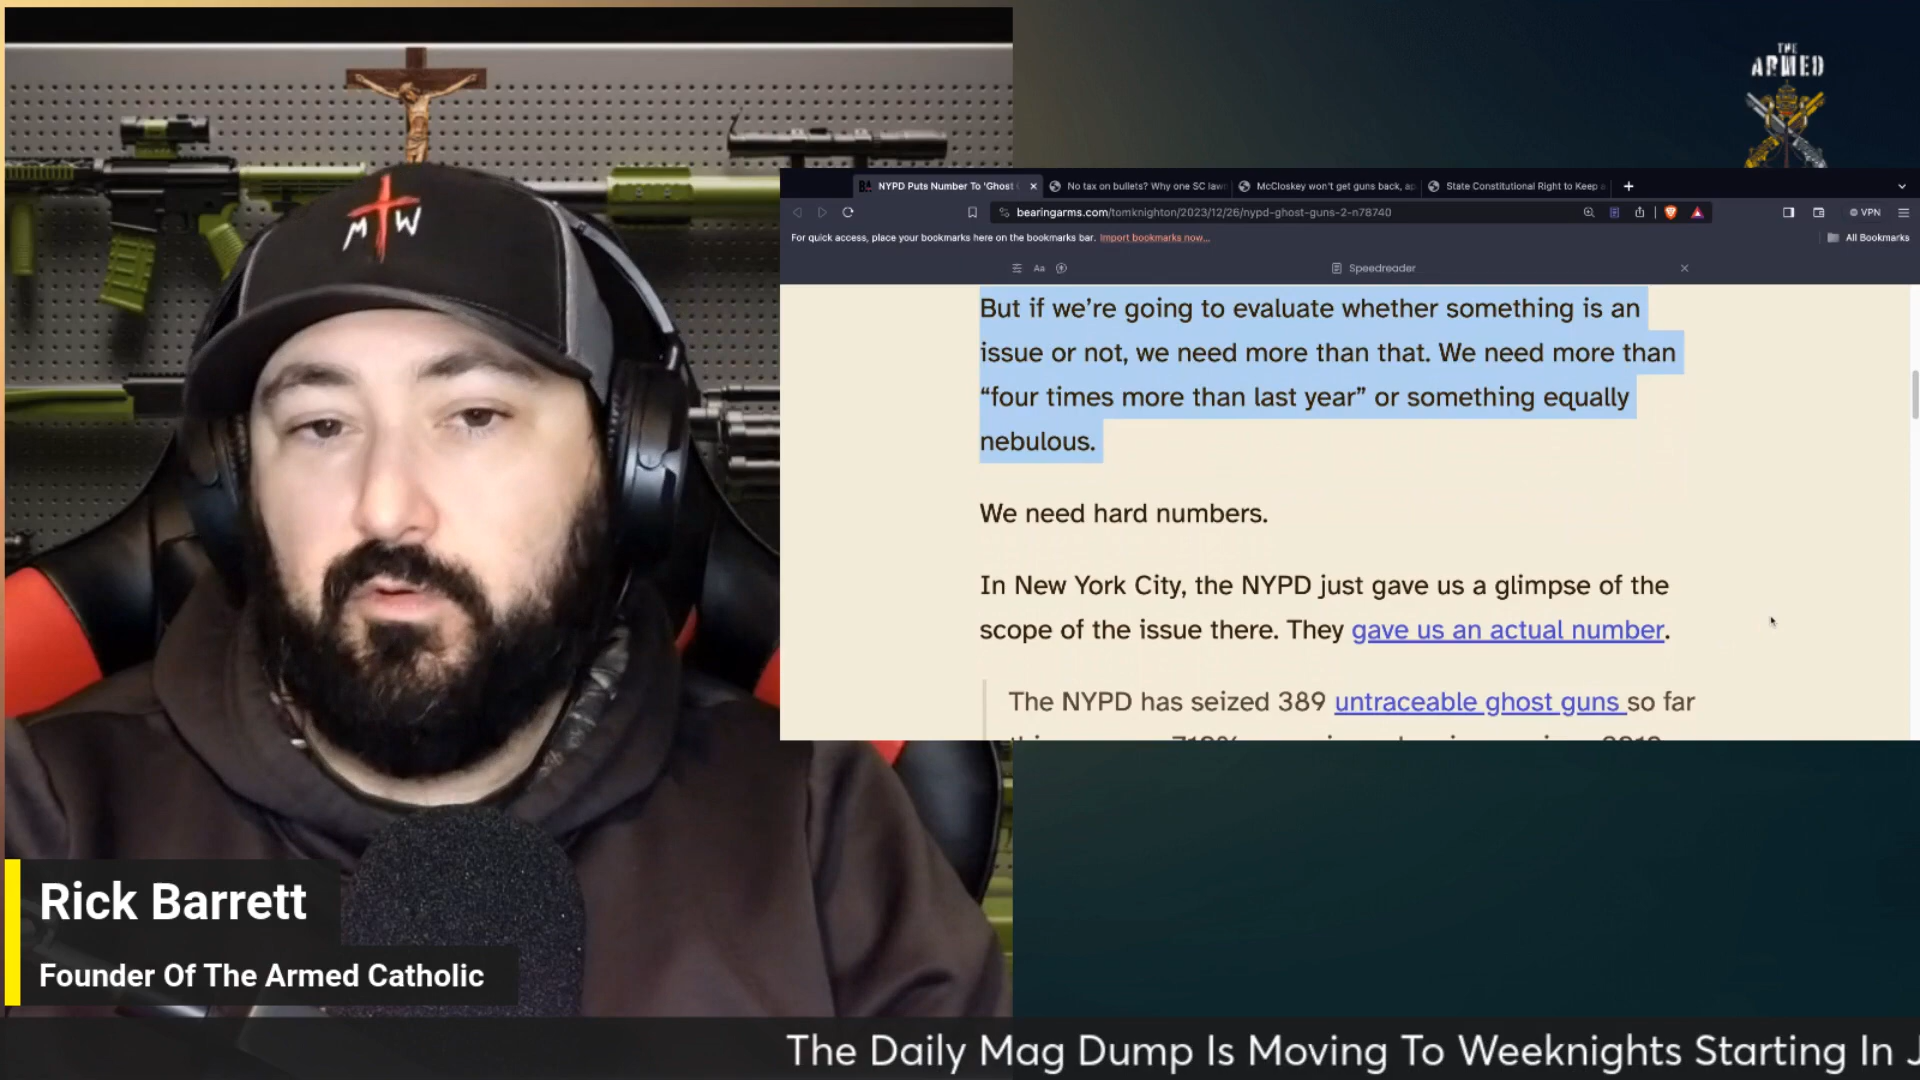 THE
ARMED
M W
NYPD Puts Number To 'Ghost
No tax on bullets? Why one SC law
McCloskey won't get guns back, ap
State Constitutional Right to Keep
bearingarms.com/tomknighton/2023/12/26/nypd-ghost-guns-2-n78740
VPN
For quick access, place your bookmarks here on the bookmarks bar. Import bookmarks now...
All Bookmarks
Aa
Speedreader
But if we’re going to evaluate whether something is an
issue or not, we need more than that. We need more than
“four times more than last year” or something equally
nebulous.
We need hard numbers.
In New York City, the NYPD just gave us a glimpse of the
scope of the issue there. They gave us an actual number.
The NYPD has seized 389 untraceable ghost guns so far
Rick Barrett
Founder Of The Armed Catholic
The Daily Mag Dump Is Moving To Weeknights Starting In J